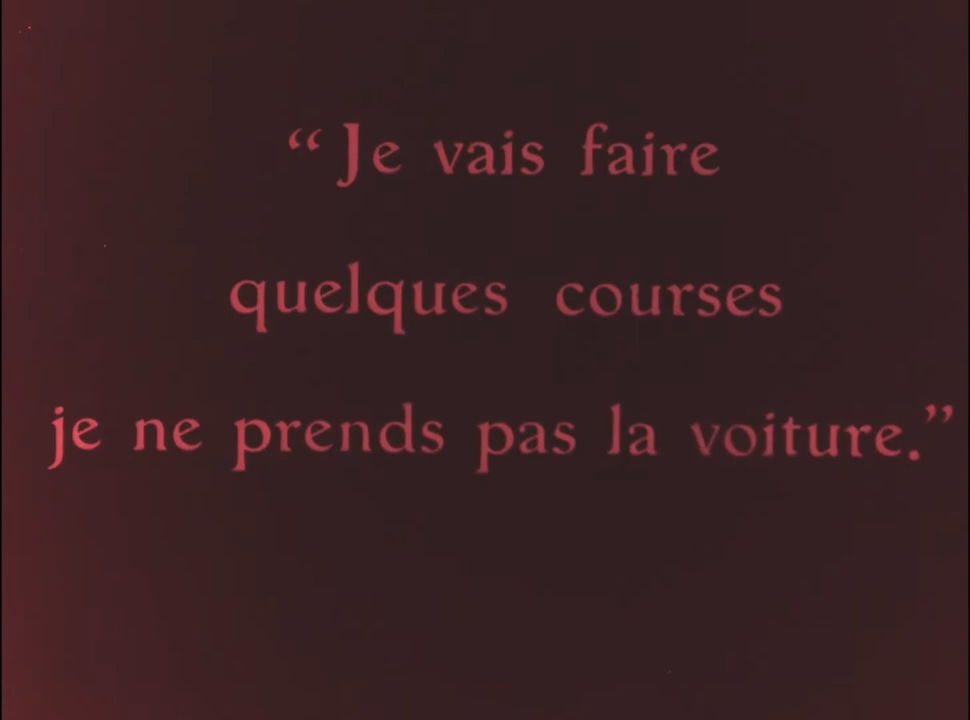 “Je vais faire
quelques courses
je ne prends pas la voiture.”